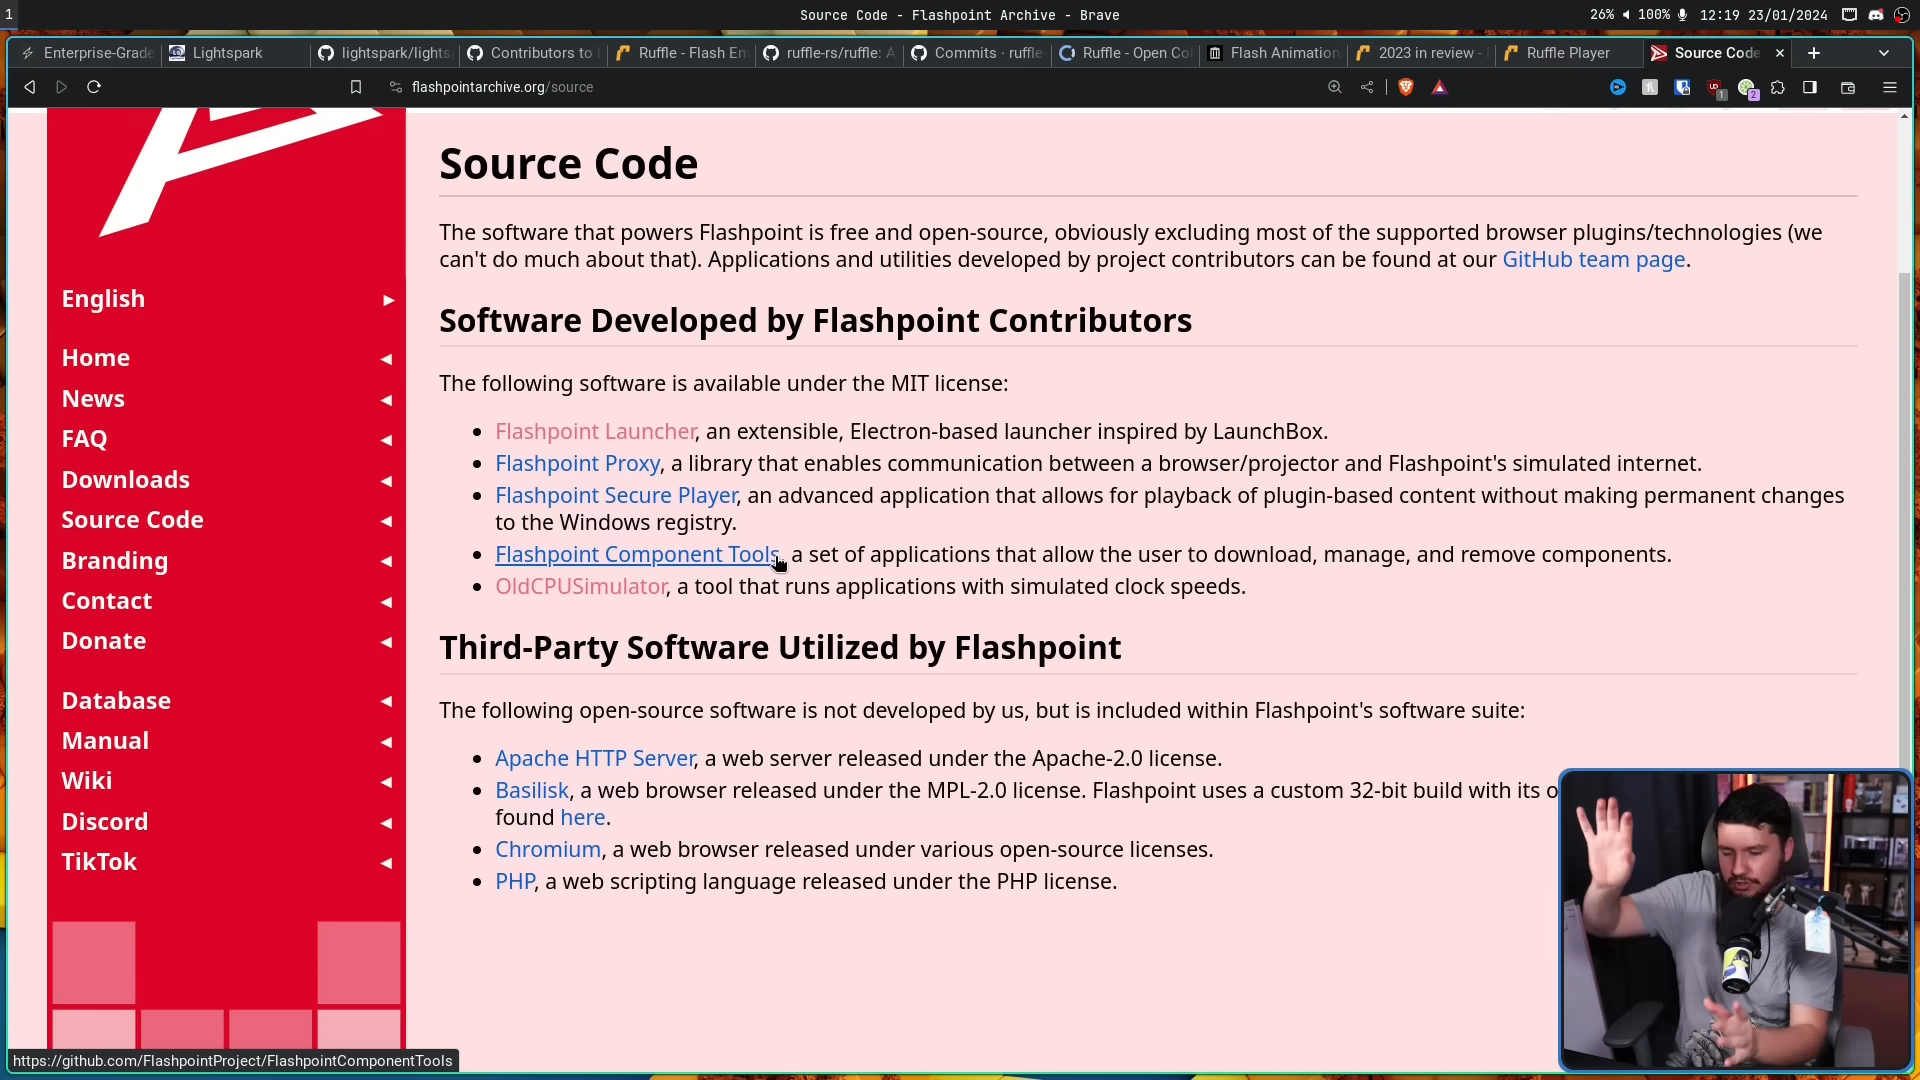 1
Source Code - Flashpoint Archive - Brave
26% 100% 12:19 23/01/2024
Enterprise-Grade
Lightspark
lightspark/lights
Contributors to
Ruffle - Flash Em
ruffle-rs/ruffle: A
Commits · ruffle
Ruffle - Open Co
Flash Animation
2023 in review -
Ruffle Player
Source Code
flashpointarchive.org/source
1
2
English
Home
News
FAQ
Downloads
Source Code
Branding
Contact
Donate
Database
Manual
Wiki
Discord
TikTok
Source Code
The software that powers Flashpoint is free and open-source, obviously excluding most of the supported browser plugins/technologies (we
can't do much about that). Applications and utilities developed by project contributors can be found at our GitHub team page.
Software Developed by Flashpoint Contributors
The following software is available under the MIT license:
Flashpoint Launcher, an extensible, Electron-based launcher inspired by LaunchBox.
Flashpoint Proxy, a library that enables communication between a browser/projector and Flashpoint's simulated internet.
Flashpoint Secure Player, an advanced application that allows for playback of plugin-based content without making permanent changes
to the Windows registry.
Flashpoint Component Tools, a set of applications that allow the user to download, manage, and remove components.
OldCPUSimulator, a tool that runs applications with simulated clock speeds.
Third-Party Software Utilized by Flashpoint
The following open-source software is not developed by us, but is included within Flashpoint's software suite:
Apache HTTP Server, a web server released under the Apache-2.0 license.
Basilisk, a web browser released under the MPL-2.0 license. Flashpoint uses a custom 32-bit build with its o
found here.
Chromium, a web browser released under various open-source licenses.
PHP, a web scripting language released under the PHP license.
https://github.com/FlashpointProject/FlashpointComponentTools